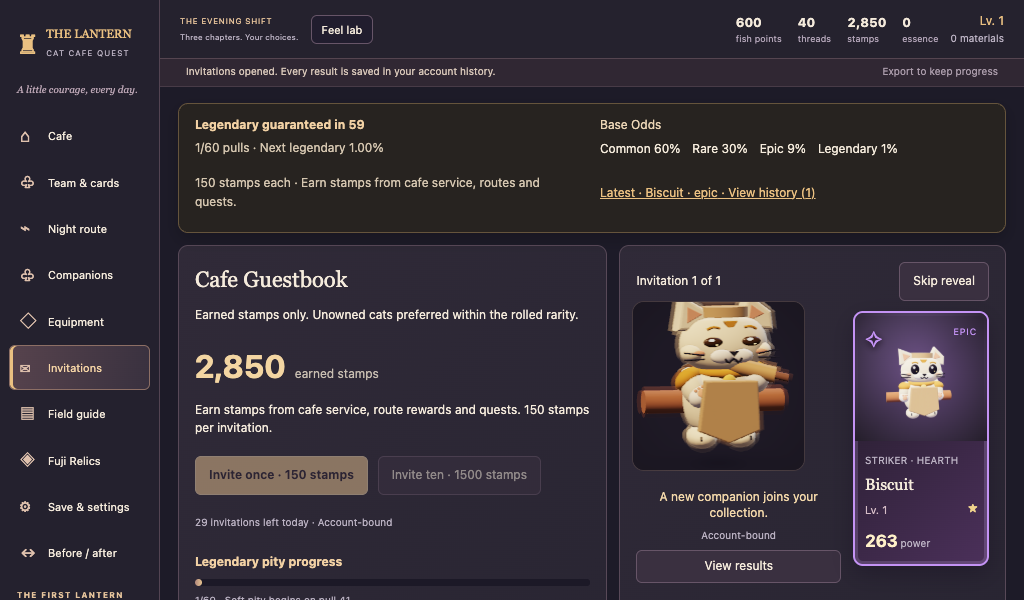 THE LANTERN
CAT CAFE QUEST
A little courage, every day.
Cafe
Team & cards
Night route
Companions
Equipment
Invitations
Field guide
Fuji Relics
Save & settings
Before / after
THE FIRST LANTERN
THE EVENING SHIFT
Three chapters. Your choices.
Feel lab
600
fish points
40
threads
2,850
stamps
0
essence
Lv. 1
0 materials
Invitations opened. Every result is saved in your account history.
Export to keep progress
Legendary guaranteed in 59
1/60 pulls · Next legendary 1.00%
150 stamps each · Earn stamps from cafe service, routes and
quests.
Base Odds
Common 60% Rare 30% Epic 9% Legendary 1%
Latest · Biscuit · epic · View history (1)
Cafe Guestbook
Earned stamps only. Unowned cats preferred within the rolled rarity.
2,850 earned stamps
Earn stamps from cafe service, route rewards and quests. 150 stamps
per invitation.
Invite once · 150 stamps
Invite ten · 1500 stamps
29 invitations left today · Account-bound
Legendary pity progress
1/60 · Soft pity begins on pull 41
Invitation 1 of 1
Skip reveal
A new companion joins your
collection.
Account-bound
View results
EPIC
STRIKER · HEARTH
Biscuit
Lv. 1
263 power